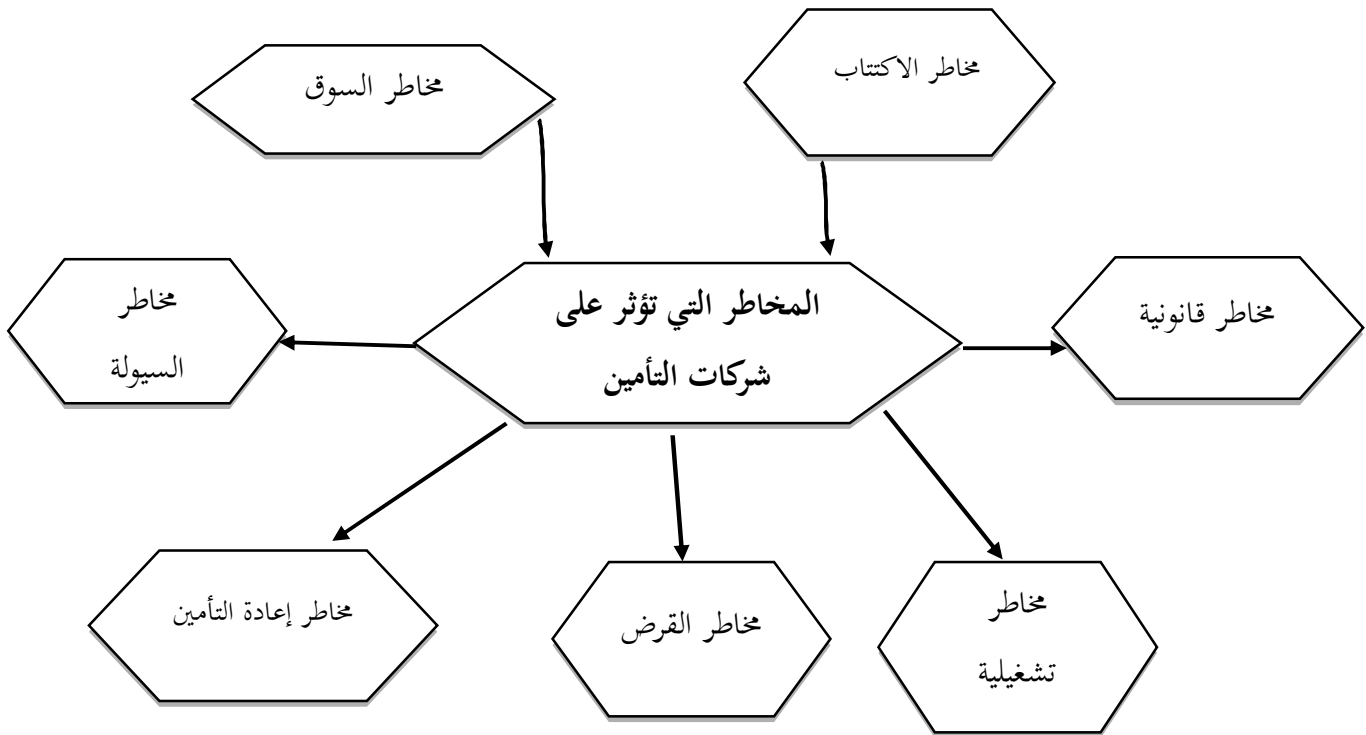 مخاطر الاكتتاب
مخاطر السوق
المخاطر التي تؤثر على
شركات التأمين
مخاطر قانونية
مخاطر
السيولة
مخاطر
تشغيلية
مخاطر القرض
مخاطر إعادة التأمين